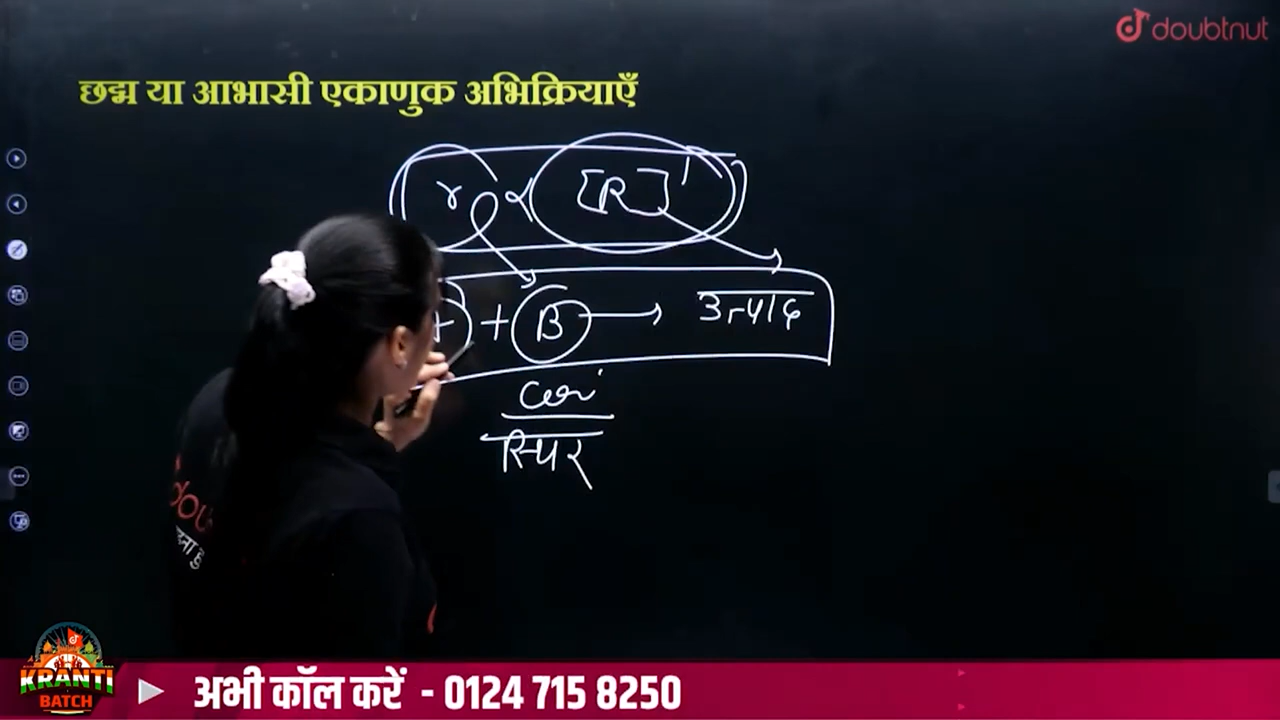 doubtnut
छद्म या आभासी एकाणुक अभिक्रियाएँ
r ∝ [R]¹
+ B → उत्पाद
स्थिर
KRANTI
BATCH
अभी कॉल करें - 0124 715 8250